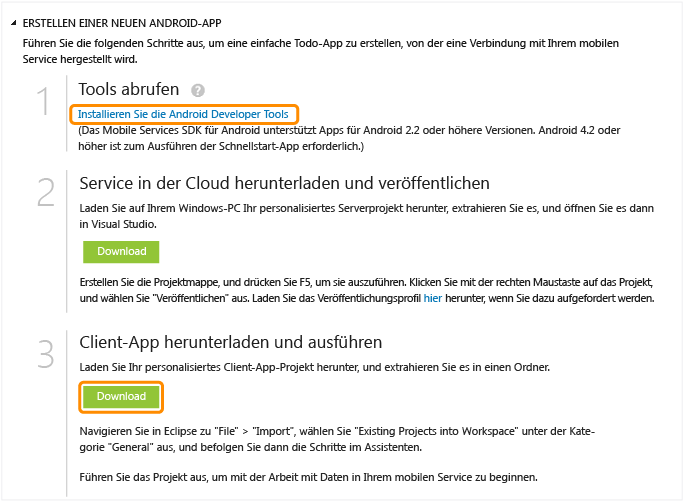 ERSTELLEN EINER NEUEN ANDROID-APP
Führen Sie die folgenden Schritte aus, um eine einfache Todo-App zu erstellen, von der eine Verbindung mit Ihrem mobilen
Service hergestellt wird.
1
Tools abrufen ?
Installieren Sie die Android Developer Tools
(Das Mobile Services SDK für Android unterstützt Apps für Android 2.2 oder höhere Versionen. Android 4.2 oder
höher ist zum Ausführen der Schnellstart-App erforderlich.)
2
Service in der Cloud herunterladen und veröffentlichen
Laden Sie auf Ihrem Windows-PC Ihr personalisiertes Serverprojekt herunter, extrahieren Sie es, und öffnen Sie es dann
in Visual Studio.
Download
Erstellen Sie die Projektmappe, und drücken Sie F5, um sie auszuführen. Klicken Sie mit der rechten Maustaste auf das Projekt,
und wählen Sie "Veröffentlichen" aus. Laden Sie das Veröffentlichungsprofil hier herunter, wenn Sie dazu aufgefordert werden.
3
Client-App herunterladen und ausführen
Laden Sie Ihr personalisiertes Client-App-Projekt herunter, und extrahieren Sie es in einen Ordner.
Download
Navigieren Sie in Eclipse zu "File" > "Import", wählen Sie "Existing Projects into Workspace" unter der Kate-
gorie "General" aus, und befolgen Sie dann die Schritte im Assistenten.
Führen Sie das Projekt aus, um mit der Arbeit mit Daten in Ihrem mobilen Service zu beginnen.